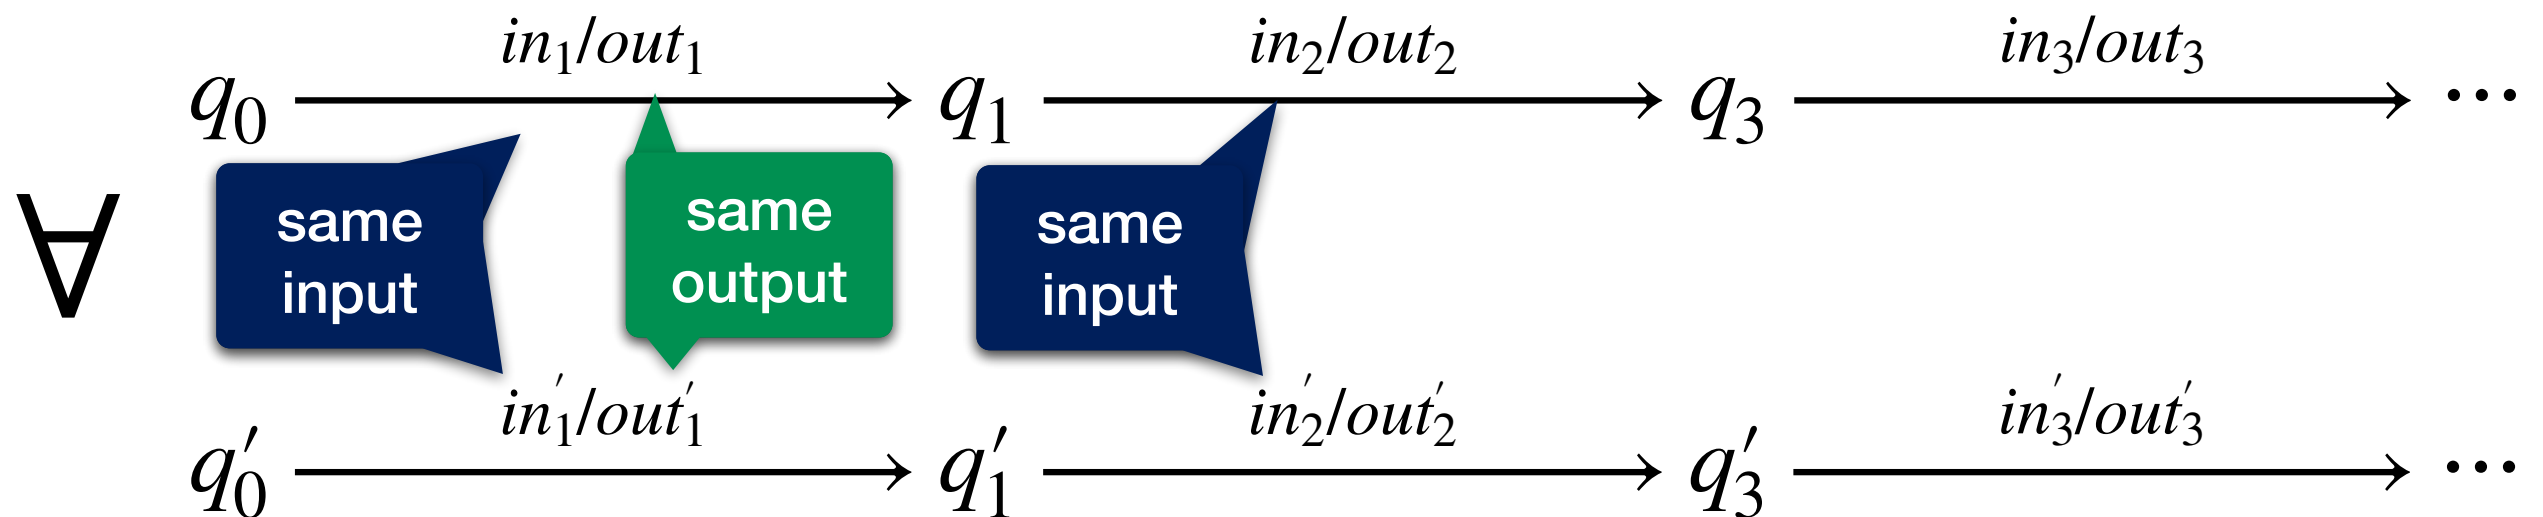 in₁/out₁ in₂/out₂ in₃/out₃
q₀ q₁ q₃ ...
∀
same
input
same
output
same
input
in′₁/out′₁ in′₂/out′₂ in′₃/out′₃
q′₀ q′₁ q′₃ ...